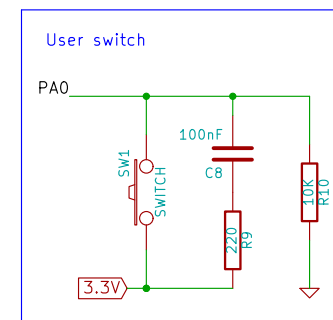 User switch
PA0
100nF
C8
SW1
SWITCH
220
R9
10K
R10
3.3V